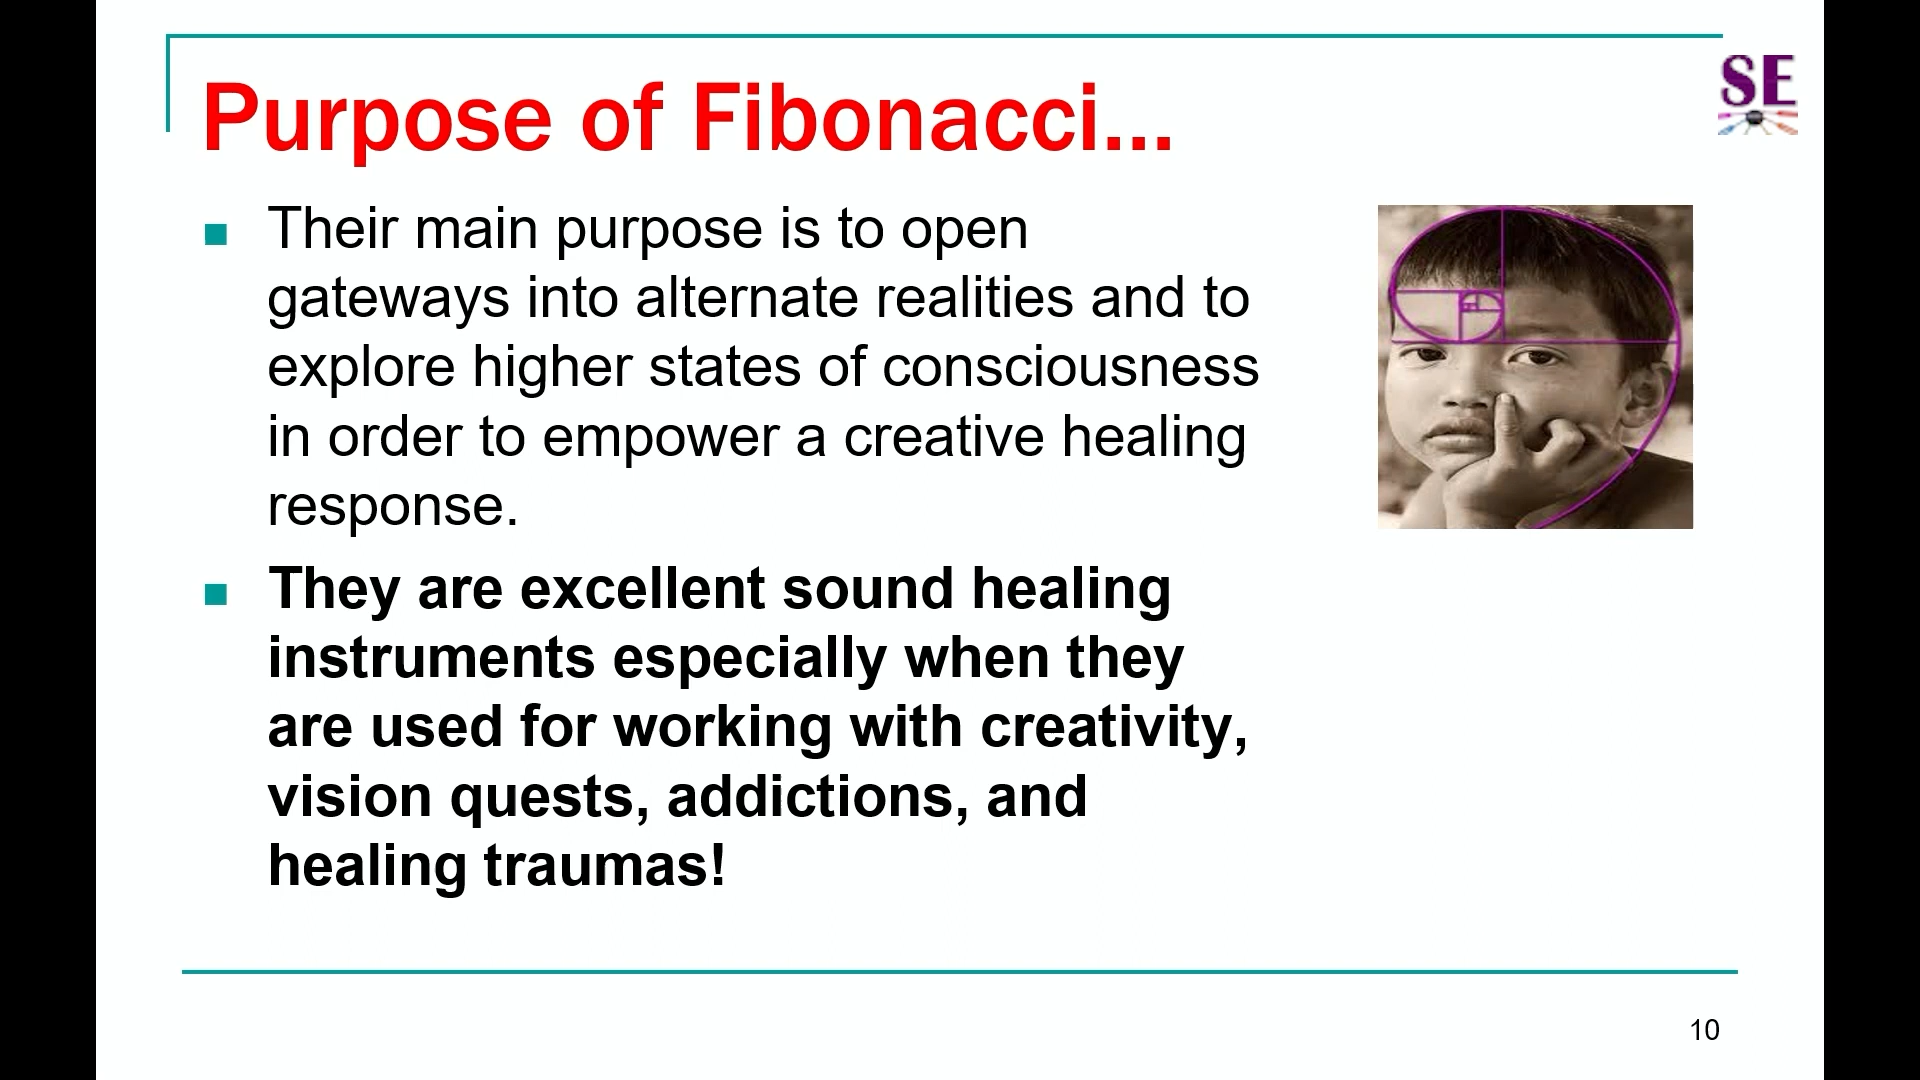 Purpose of Fibonacci...
SE
Their main purpose is to open
gateways into alternate realities and to
explore higher states of consciousness
in order to empower a creative healing
response.
They are excellent sound healing
instruments especially when they
are used for working with creativity,
vision quests, addictions, and
healing traumas!
10